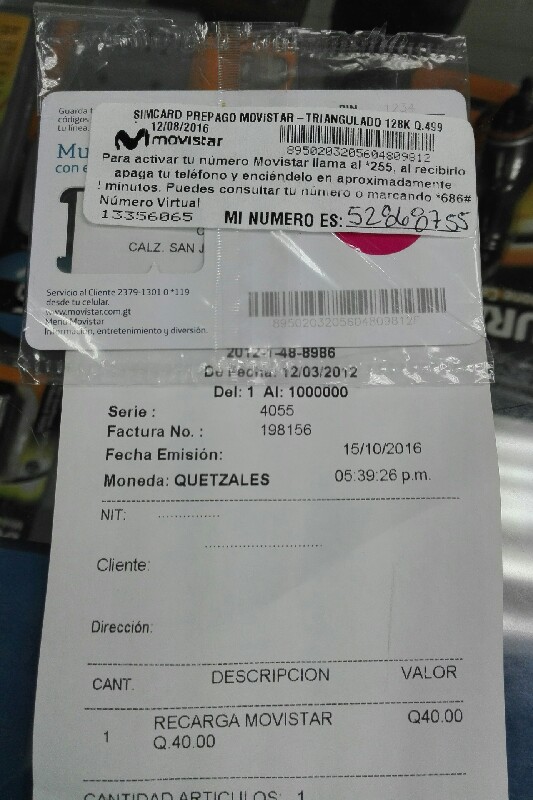 Guarda t
códigos
tu línea.
Mu
con e
1234
SIMCARD PREPAGO MOVISTAR - TRIANGULADO 128K Q.499
12/08/2016
movistar
8950203205604809812
Para activar tu número Movistar llama al *255, al recibirlo
apaga tu teléfono y enciéndelo en aproximadamente
! minutos. Puedes consultar tu número o marcando *686#
Número Virtual
13356065
MI NUMERO ES: 52868755
CALZ. SAN J
Servicio al Cliente 2379-1301 0 *119
desde tu celular.
www.movistar.com.gt
Menú Movistar
Información, entretenimiento y diversión.
8950203205604809812F
2012-1-48-8986
De Fecha: 12/03/2012
Del: 1 Al: 1000000
Serie : 4055
Factura No. : 198156
Fecha Emisión: 15/10/2016
Moneda: QUETZALES 05:39:26 p.m.
NIT:
Cliente:
Dirección:
CANT. DESCRIPCION VALOR
1 RECARGA MOVISTAR Q40.00
Q.40.00
CANTIDAD ARTICULOS: 1